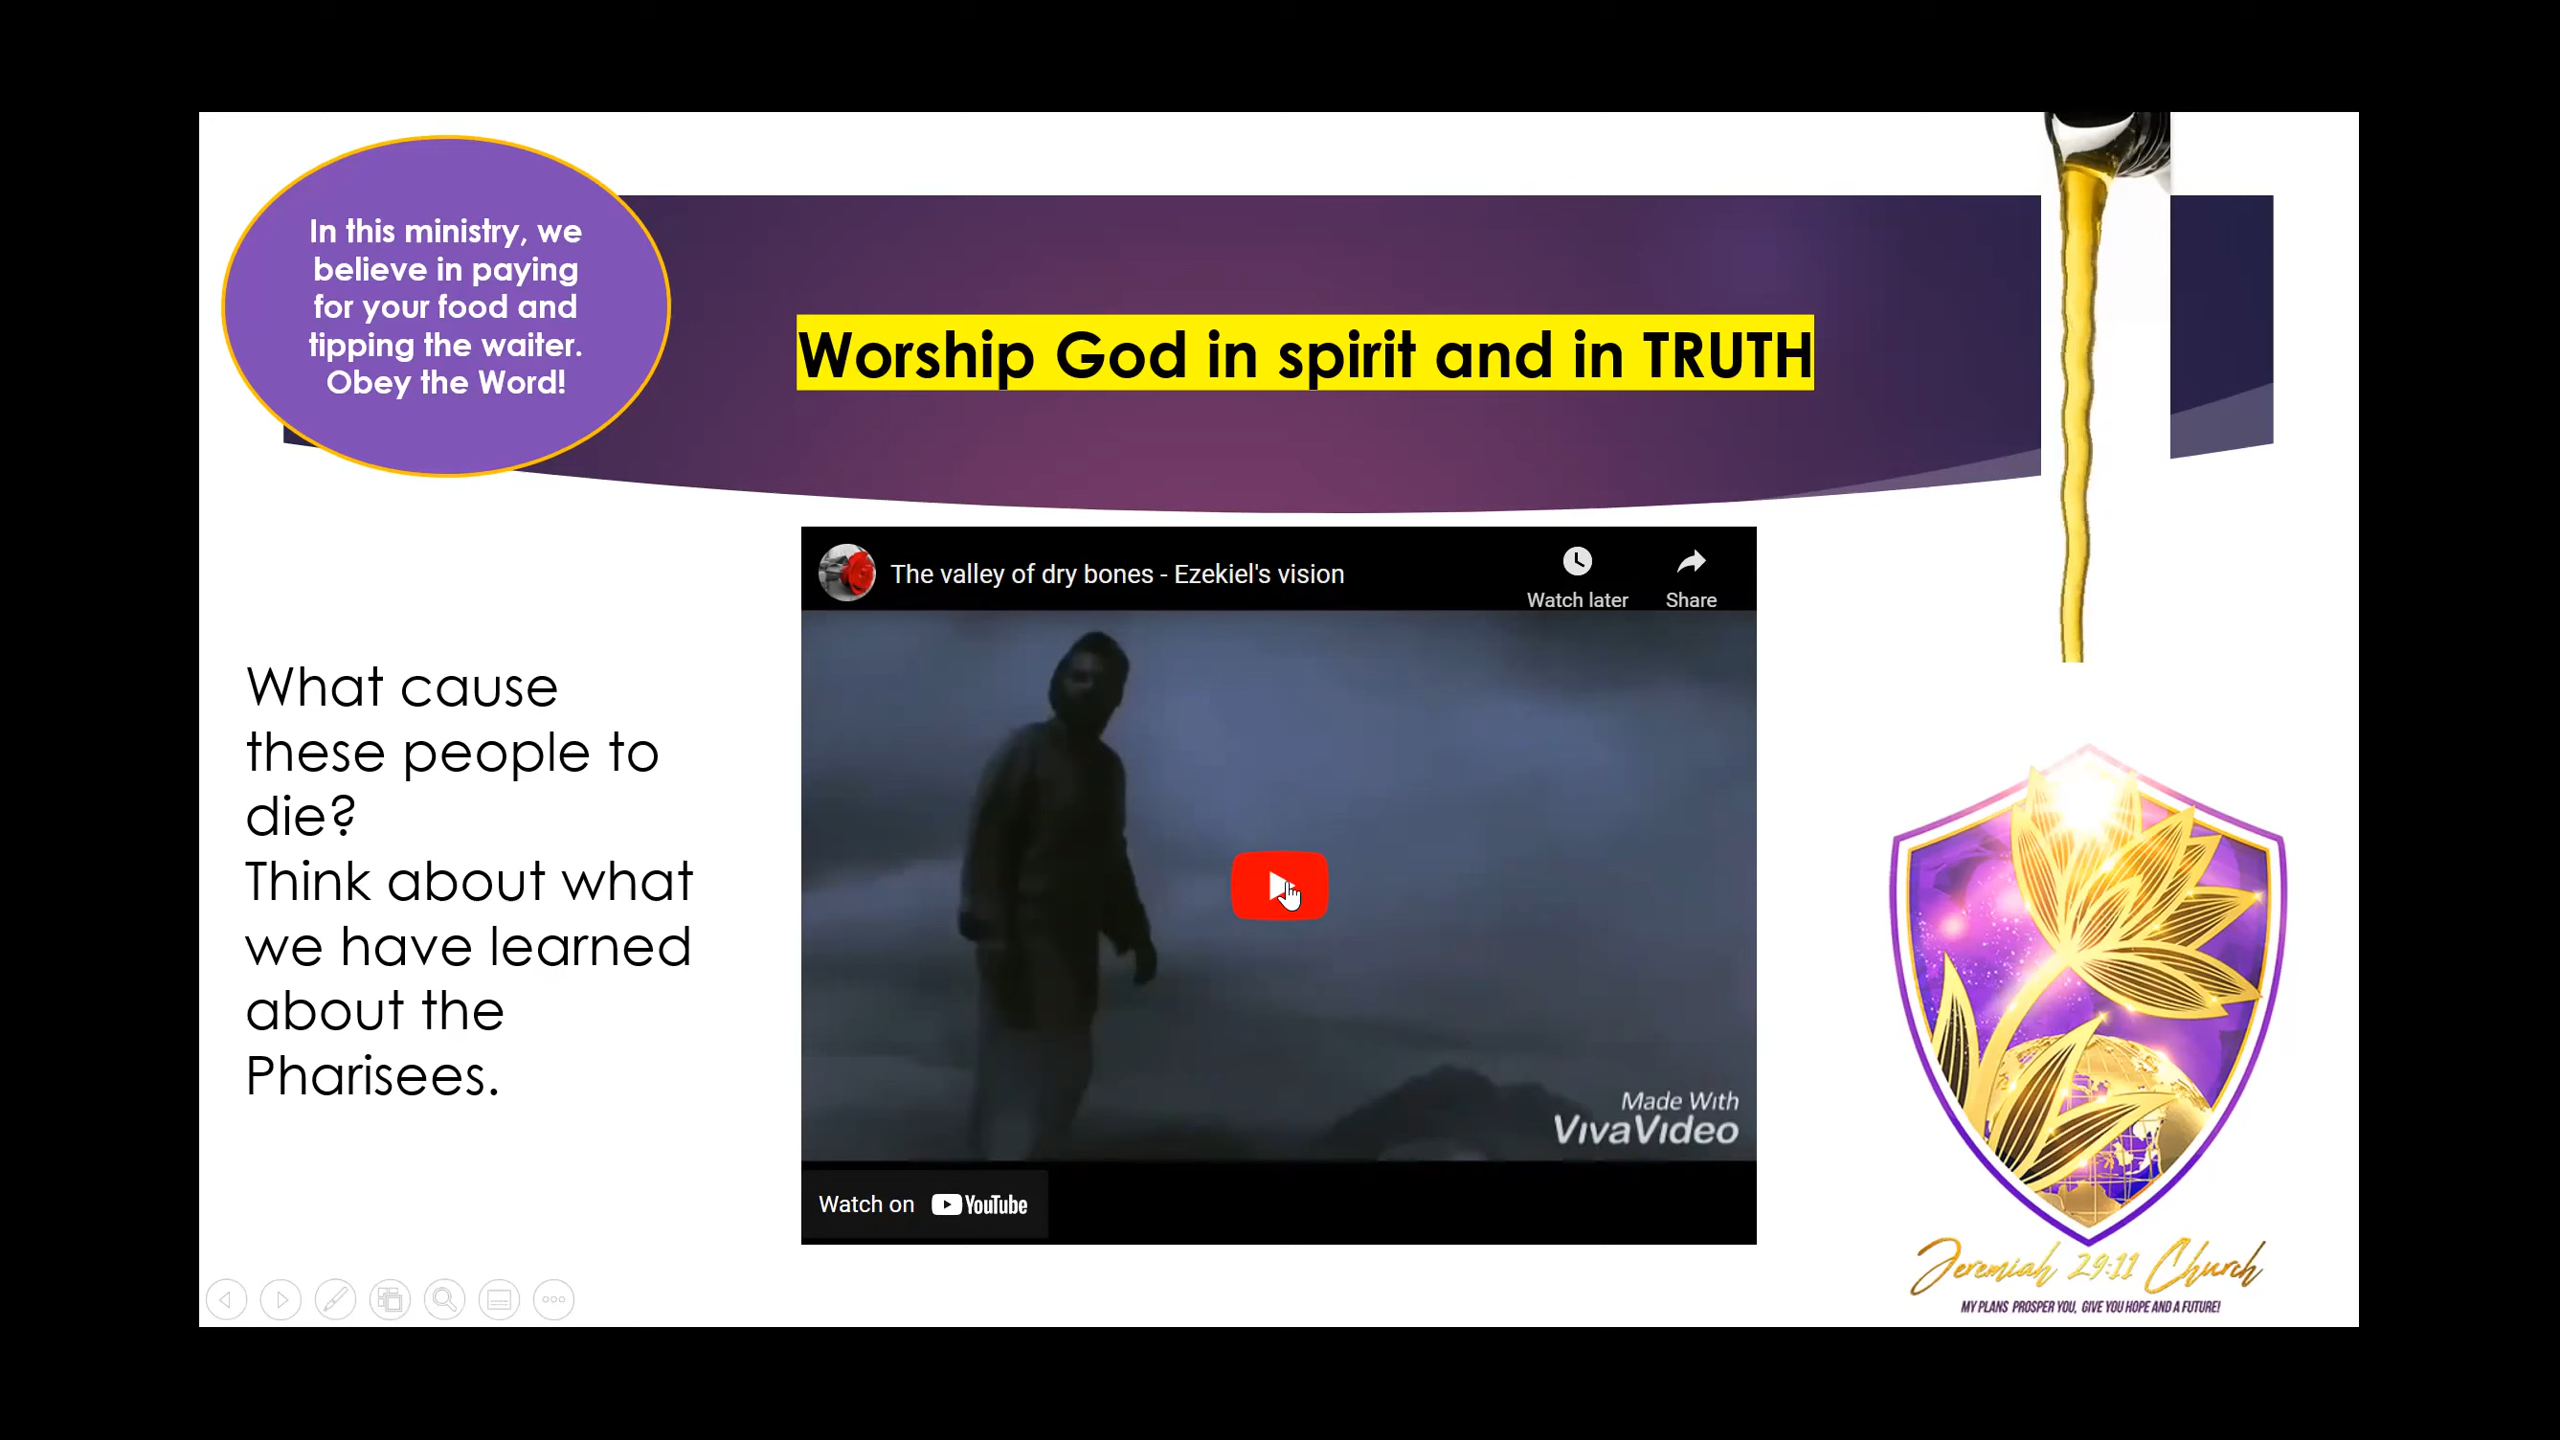 In this ministry, we
believe in paying
for your food and
tipping the waiter.
Obey the Word!
Worship God in spirit and in TRUTH
What cause
these people to
die?
Think about what
we have learned
about the
Pharisees.
The valley of dry bones - Ezekiel's vision
Watch later
Share
Made With
VivaVideo
Watch on YouTube
Jeremiah 29:11 Church
MY PLANS PROSPER YOU, GIVE YOU HOPE AND A FUTURE!